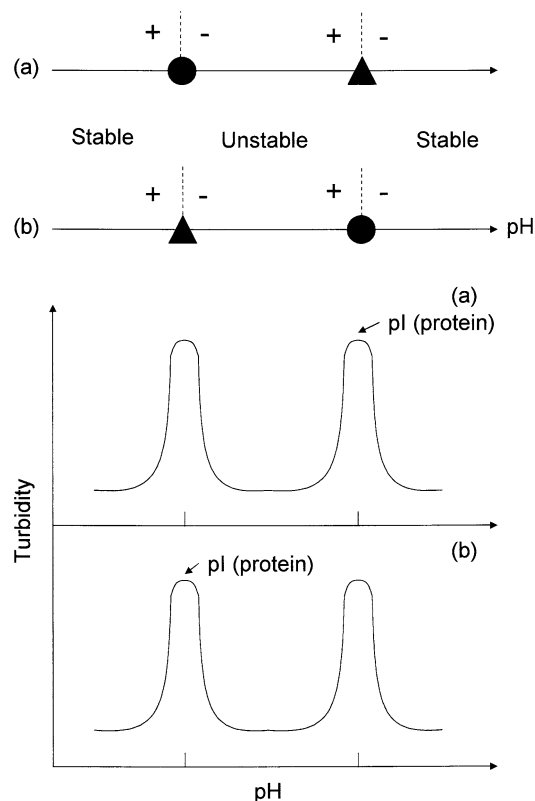 + - + -
(a)
Stable Unstable Stable
+ - + -
(b) pH
(a)
pI (protein)
Turbidity
(b)
pI (protein)
pH